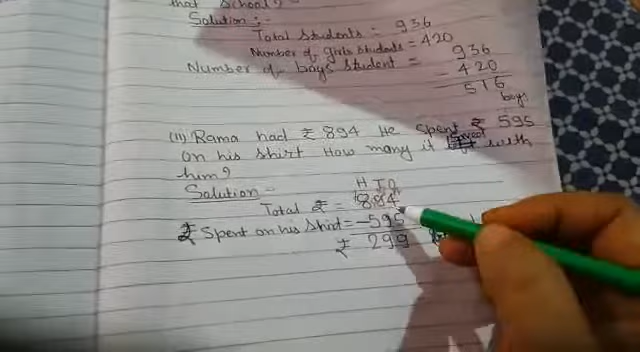 that School?
Solution:-
Total Students = 936
Number of girls students = 420
Number of boys student = 936
- 420
516
boys
(ii) Rama had ₹ 894 He spent ₹ 595
on his shirt How many it with
him?
Solution -
H T O
Total ₹ = 894
₹ Spent on his Shirt = -595
₹ 299